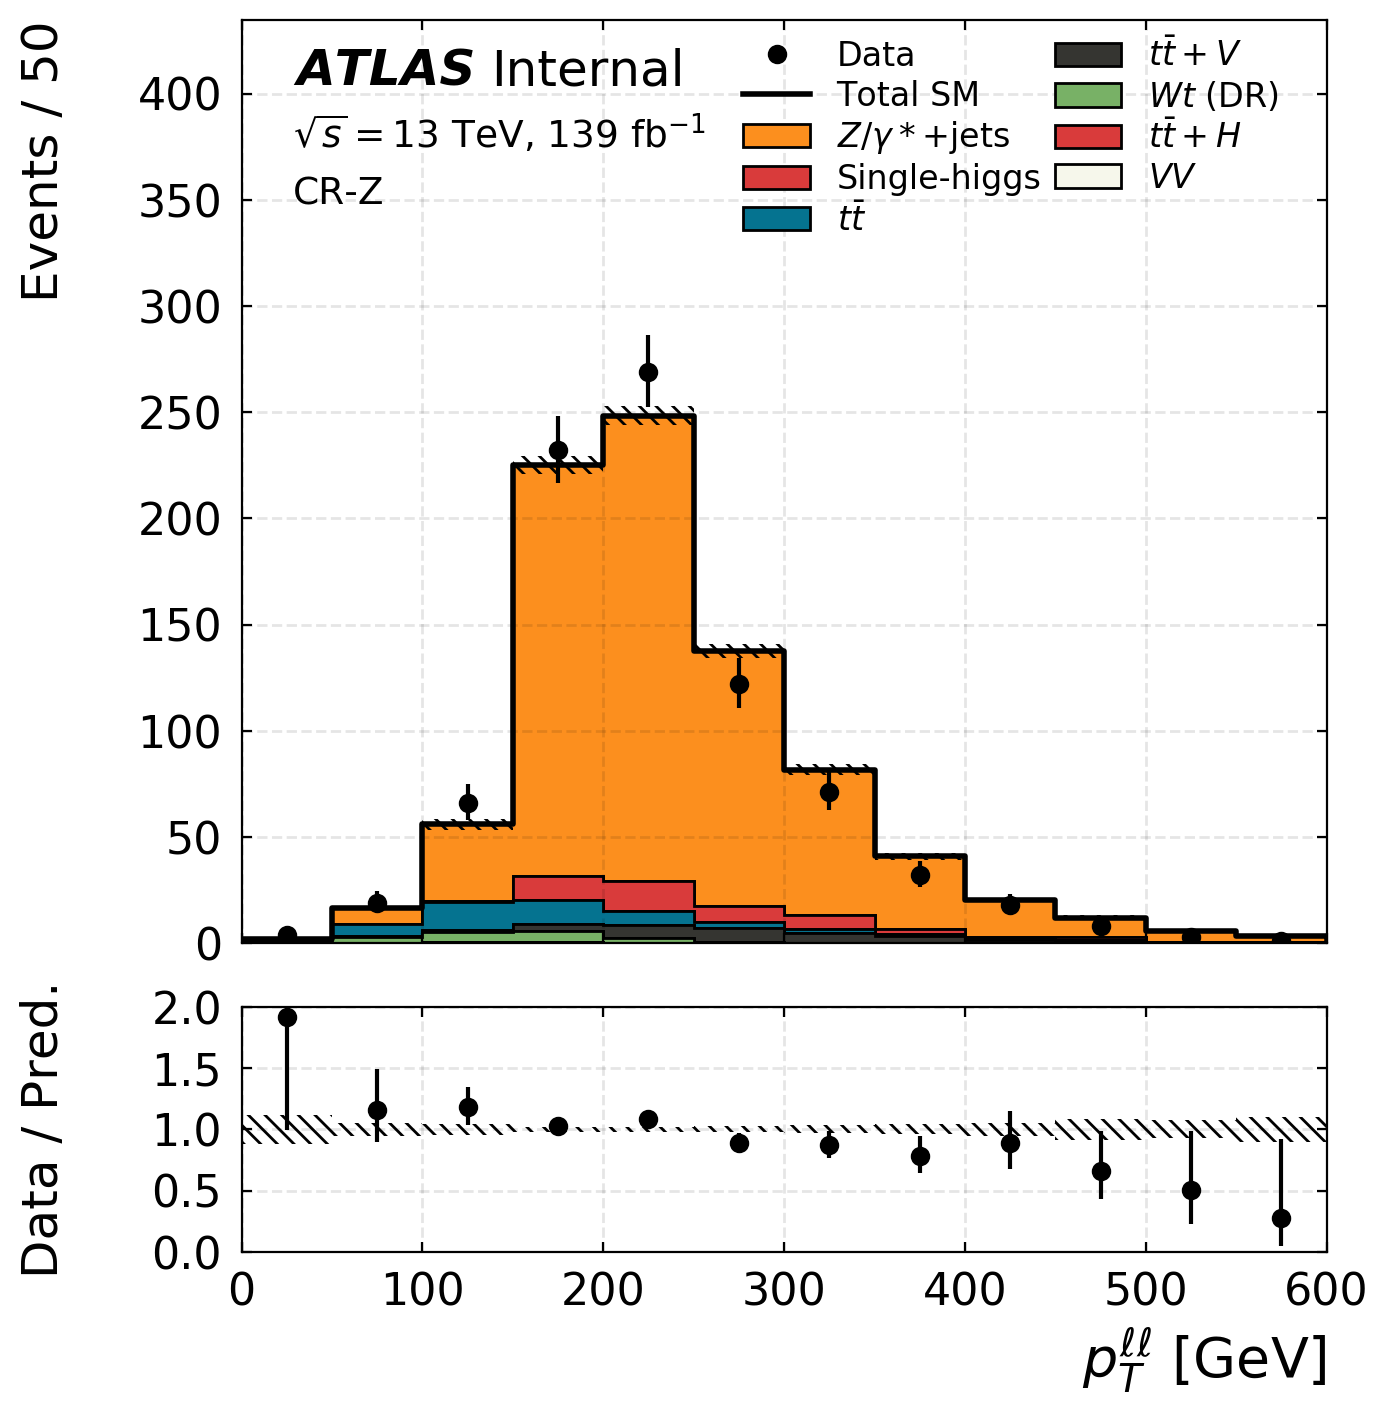 Events / 50
ATLAS Internal
√s = 13 TeV, 139 fb⁻¹
CR-Z
Data
Total SM
Z/γ * +jets
Single-higgs
tt̄
tt̄ + V
Wt (DR)
tt̄ + H
VV
400
350
300
250
200
150
100
50
0
Data / Pred.
2.0
1.5
1.0
0.5
0.0
0 100 200 300 400 500 600
p_T^ℓℓ [GeV]